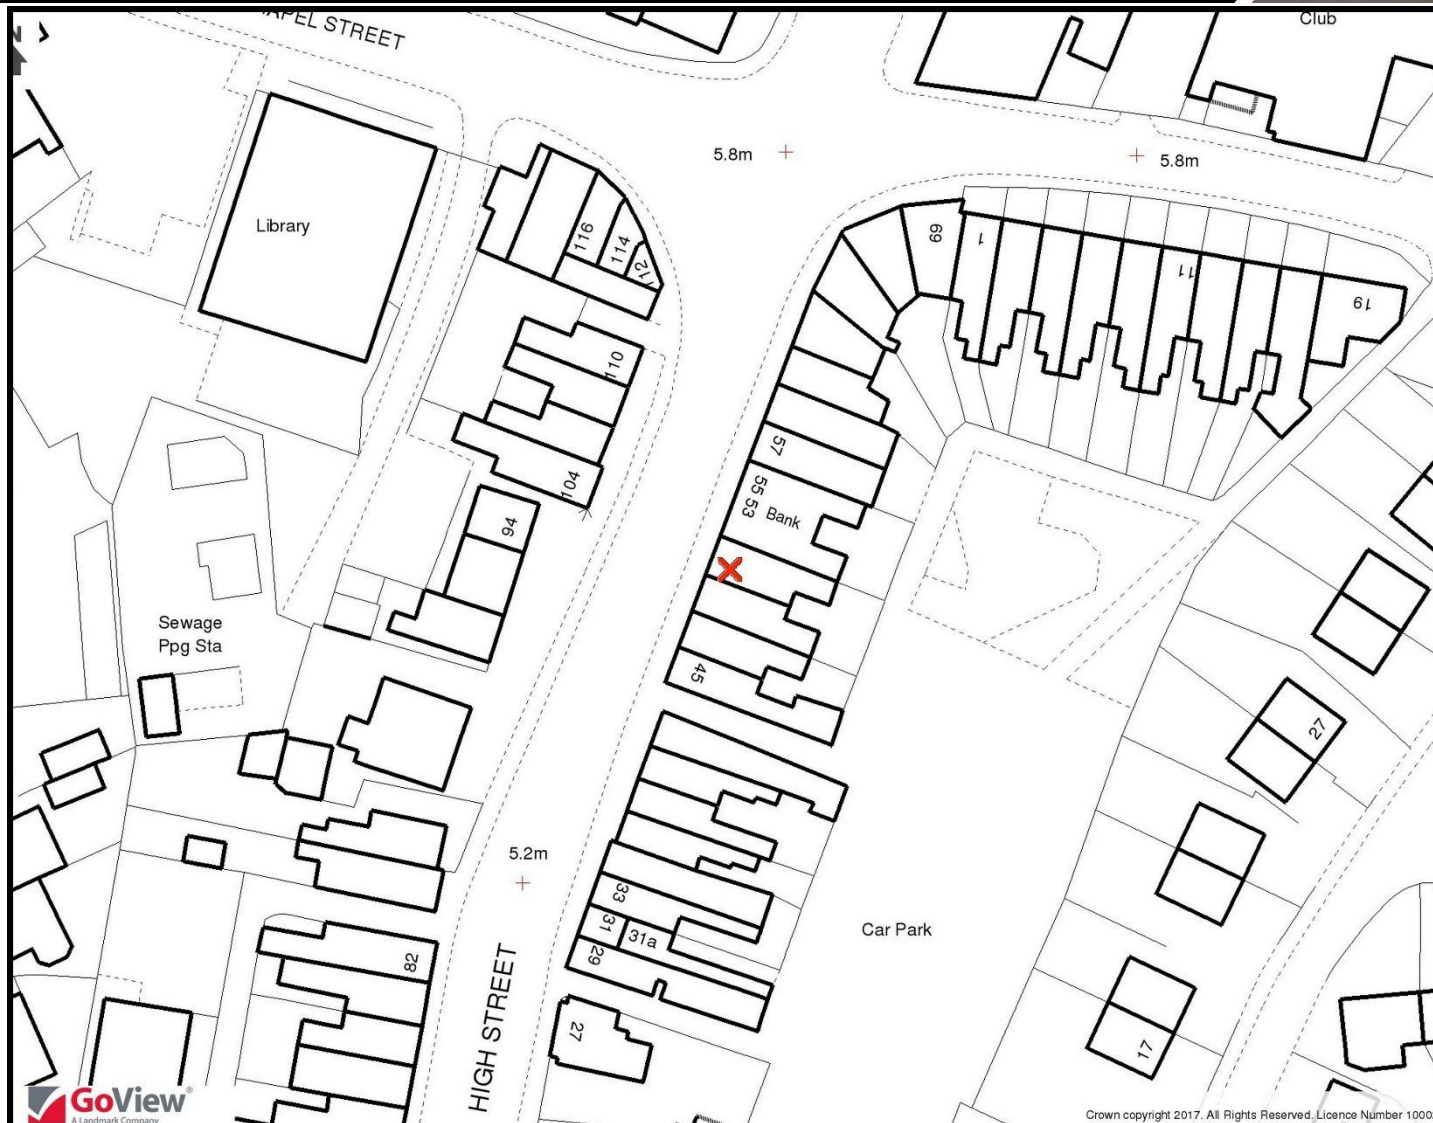 Club
N
APEL STREET
5.8m
5.8m
Library
116
114
112
69
1
11
19
110
57
104
55
53
Bank
94
Sewage
Ppg Sta
45
27
5.2m
33
31
31a
29
Car Park
82
HIGH STREET
27
17
GoView®
A Landmark Company
Crown copyright 2017. All Rights Reserved. Licence Number 1000